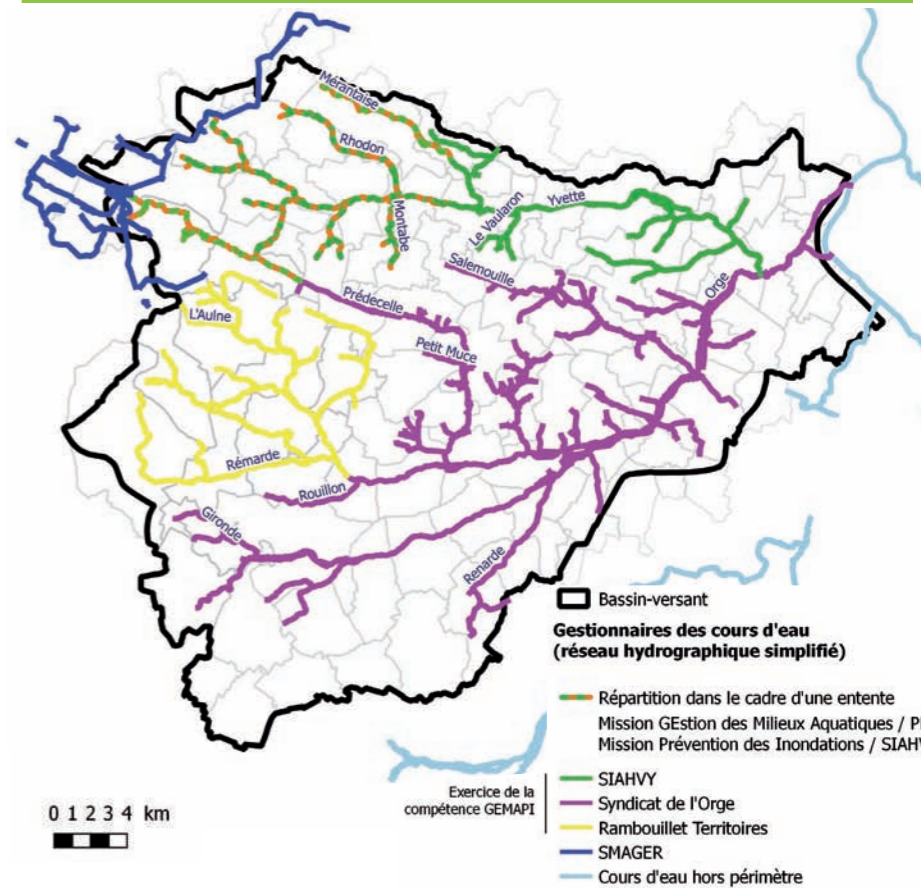 Mérantaise
Rhodon
Montabe
Le Vaularon
Yvette
Salemouille
Orge
Prédecelle
L'Aulne
Petit Muce
Rémarde
Rouillon
Gironde
Renarde
Bassin-versant
Gestionnaires des cours d'eau
(réseau hydrographique simplifié)
Répartition dans le cadre d'une entente
Mission GEstion des Milieux Aquatiques /
Mission Prévention des Inondations /
Exercice de la
compétence GEMAPI
SIAHVY
Syndicat de l'Orge
Rambouillet Territoires
SMAGER
Cours d'eau hors périmètre
0 1 2 3 4 km